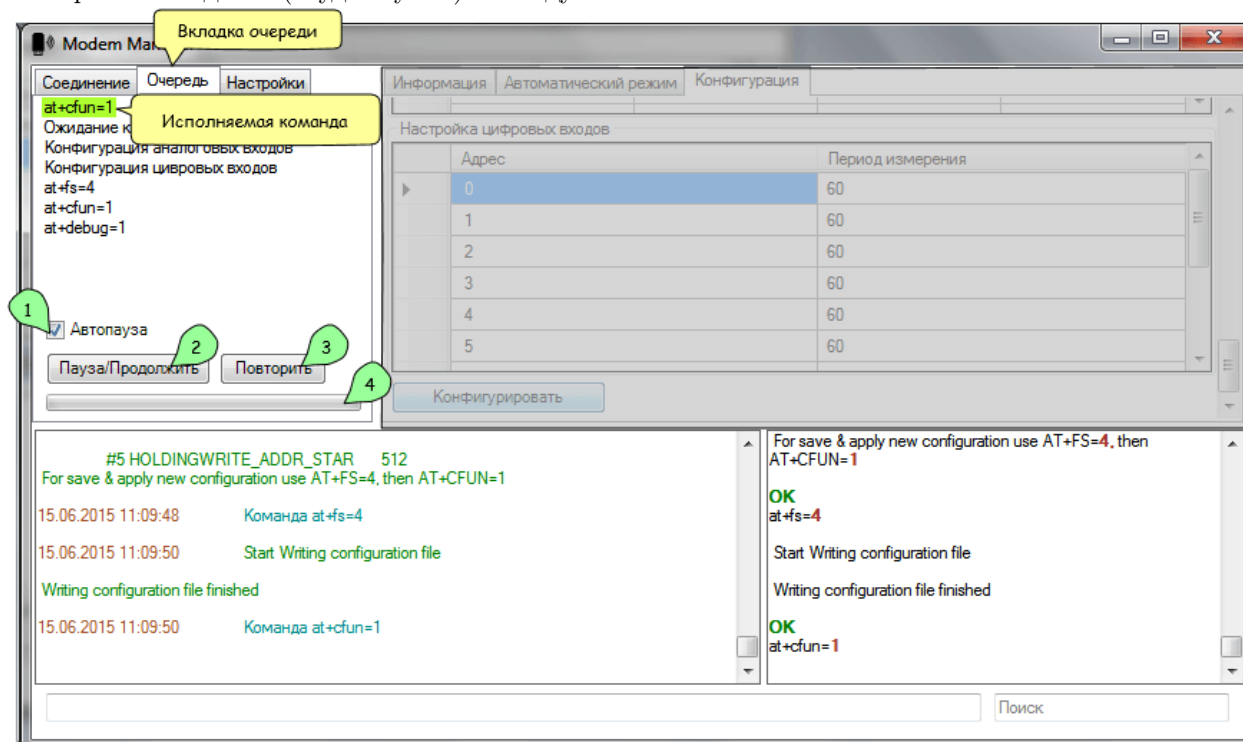 Вкладка очереди
Modem
Соединение Очередь Настройки
Информация Автоматический режим Конфигурация
at+cfun=1
Исполняемая команда
Ожидание
Конфигурация аналоговых входов
Конфигурация цивровых входов
at+fs=4
at+cfun=1
at+debug=1
Настройка цифровых входов
Адрес Период измерения
0 60
1 60
2 60
3 60
4 60
5 60
1
Автопауза
2
3
Пауза/Продолжить Повторить
4
Конфигурировать
#5 HOLDINGWRITE_ADDR_STAR 512
For save & apply new configuration use AT+FS=4, then AT+CFUN=1
15.06.2015 11:09:48 Команда at+fs=4
15.06.2015 11:09:50 Start Writing configuration file
Writing configuration file finished
15.06.2015 11:09:50 Команда at+cfun=1
For save & apply new configuration use AT+FS=4, then
AT+CFUN=1
OK
at+fs=4
Start Writing configuration file
Writing configuration file finished
OK
at+cfun=1
Поиск